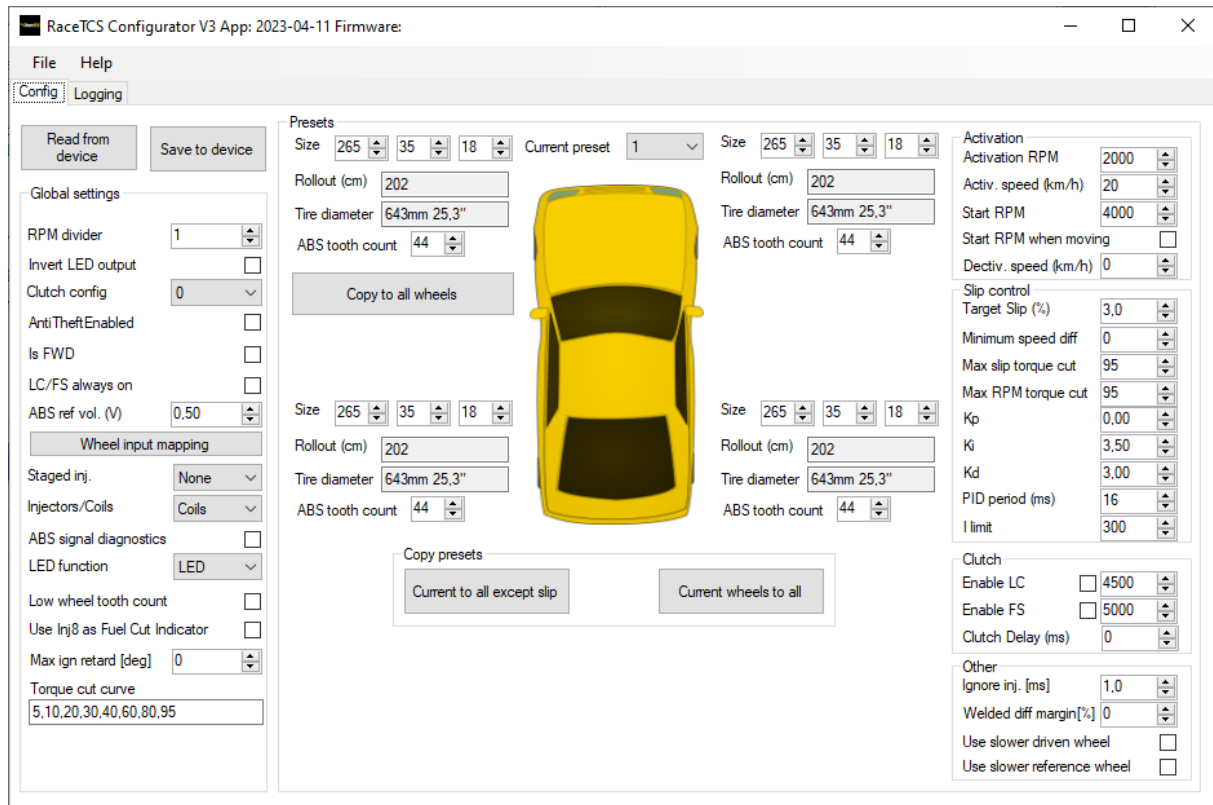 RaceTCS Configurator V3 App: 2023-04-11 Firmware:
File Help
Config Logging
Read from device
Save to device
Global settings
RPM divider 1
Invert LED output
Clutch config 0
AntiTheftEnabled
Is FWD
LC/FS always on
ABS ref vol. (V) 0,50
Wheel input mapping
Staged inj. None
Injectors/Coils Coils
ABS signal diagnostics
LED function LED
Low wheel tooth count
Use Inj8 as Fuel Cut Indicator
Max ign retard [deg] 0
Torque cut curve
5,10,20,30,40,60,80,95
Presets
Size 265 35 18
Rollout (cm) 202
Tire diameter 643mm 25,3"
ABS tooth count 44
Copy to all wheels
Current preset 1
Size 265 35 18
Rollout (cm) 202
Tire diameter 643mm 25,3"
ABS tooth count 44
Size 265 35 18
Rollout (cm) 202
Tire diameter 643mm 25,3"
ABS tooth count 44
Size 265 35 18
Rollout (cm) 202
Tire diameter 643mm 25,3"
ABS tooth count 44
Copy presets
Current to all except slip
Current wheels to all
Activation
Activation RPM 2000
Activ. speed (km/h) 20
Start RPM 4000
Start RPM when moving
Dectiv. speed (km/h) 0
Slip control
Target Slip (%) 3,0
Minimum speed diff 0
Max slip torque cut 95
Max RPM torque cut 95
Kp 0,00
Ki 3,50
Kd 3,00
PID period (ms) 16
I limit 300
Clutch
Enable LC 4500
Enable FS 5000
Clutch Delay (ms) 0
Other
Ignore inj. [ms] 1,0
Welded diff margin[%] 0
Use slower driven wheel
Use slower reference wheel